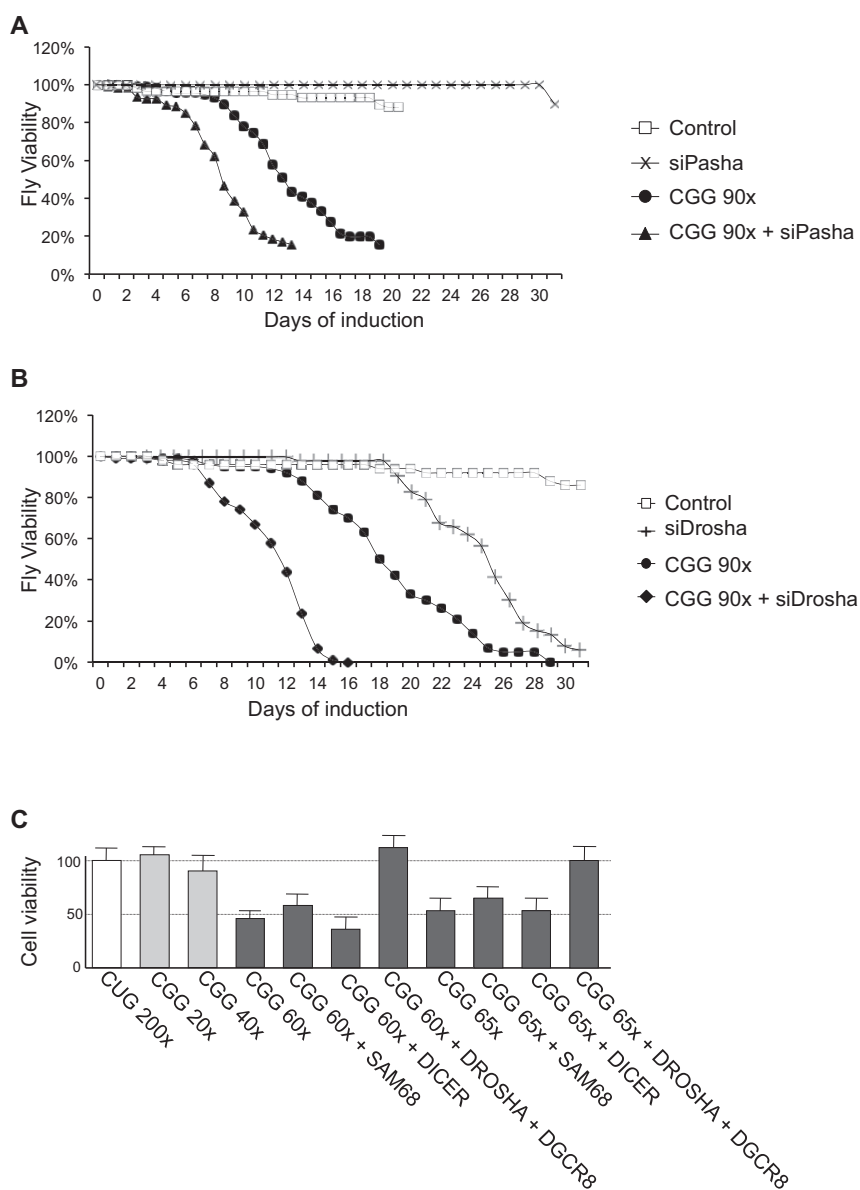 A
120%
100%
80%
60%
40%
20%
0%
Fly Viability
0 2 4 6 8 10 12 14 16 18 20 22 24 26 28 30
Days of induction
Control
siPasha
CGG 90x
CGG 90x + siPasha
B
120%
100%
80%
60%
40%
20%
0%
Fly Viability
0 2 4 6 8 10 12 14 16 18 20 22 24 26 28 30
Days of induction
Control
siDrosha
CGG 90x
CGG 90x + siDrosha
C
Cell viability
100
50
0
CUG 200x
CGG 20x
CGG 40x
CGG 60x
CGG 60x + SAM68
CGG 60x + DICER
CGG 60x + DROSHA + DGCR8
CGG 65x
CGG 65x + SAM68
CGG 65x + DICER
CGG 65x + DROSHA + DGCR8